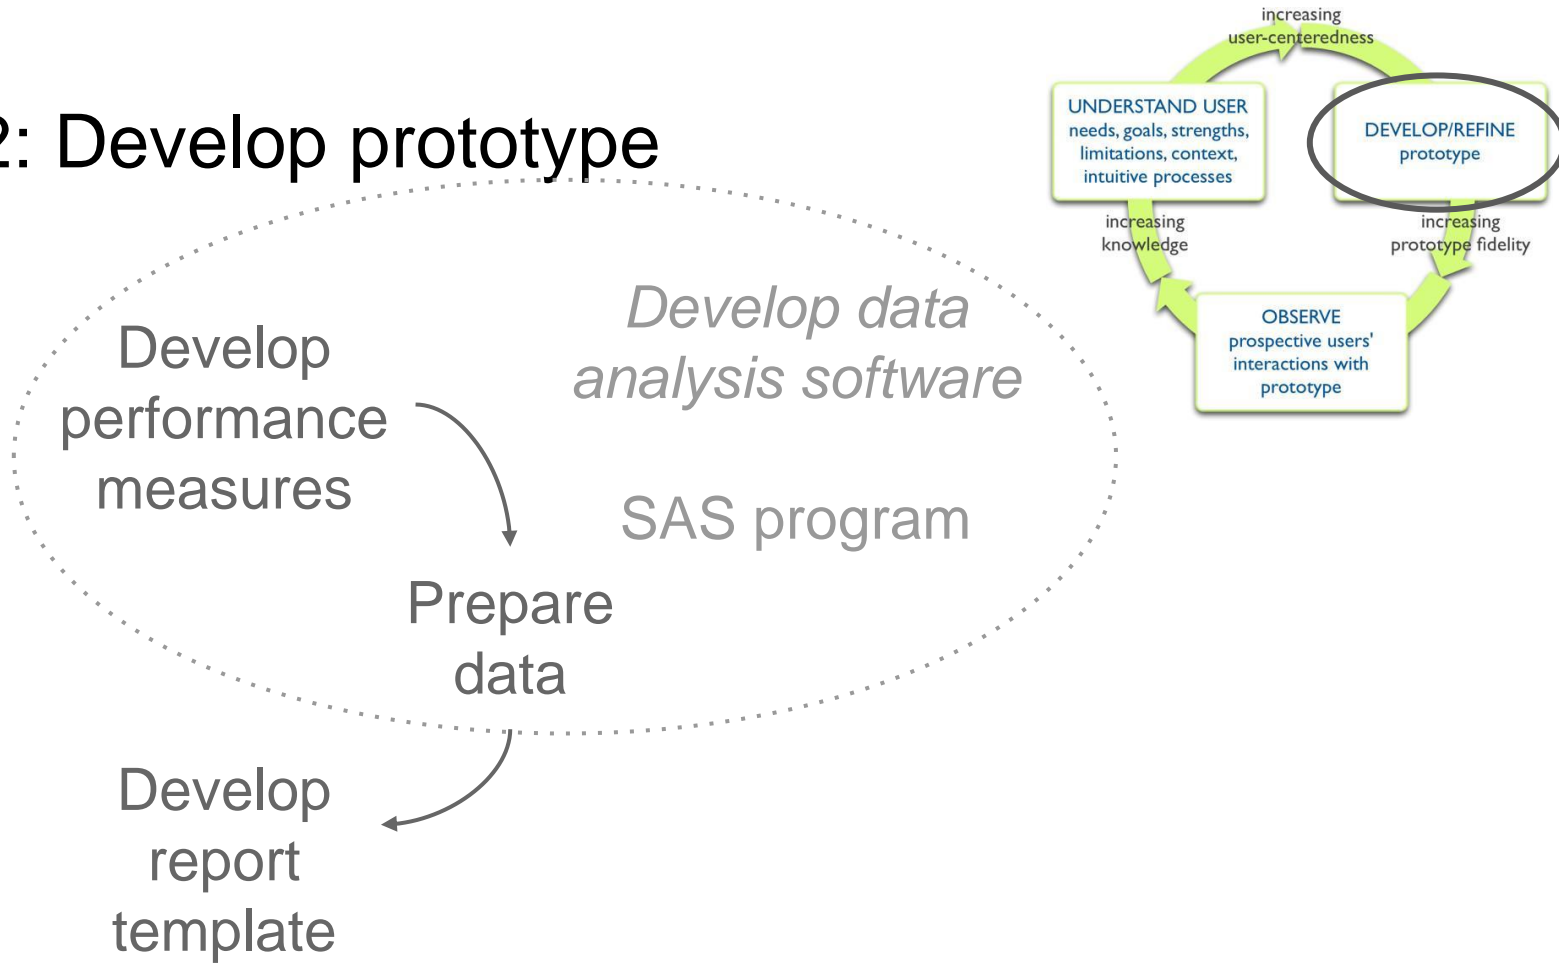 2: Develop prototype
Develop
performance
measures
Develop data
analysis software
SAS program
Prepare
data
Develop
report
template
increasing
user-centeredness
UNDERSTAND USER
needs, goals, strengths,
limitations, context,
intuitive processes
DEVELOP/REFINE
prototype
increasing
knowledge
increasing
prototype fidelity
OBSERVE
prospective users'
interactions with
prototype